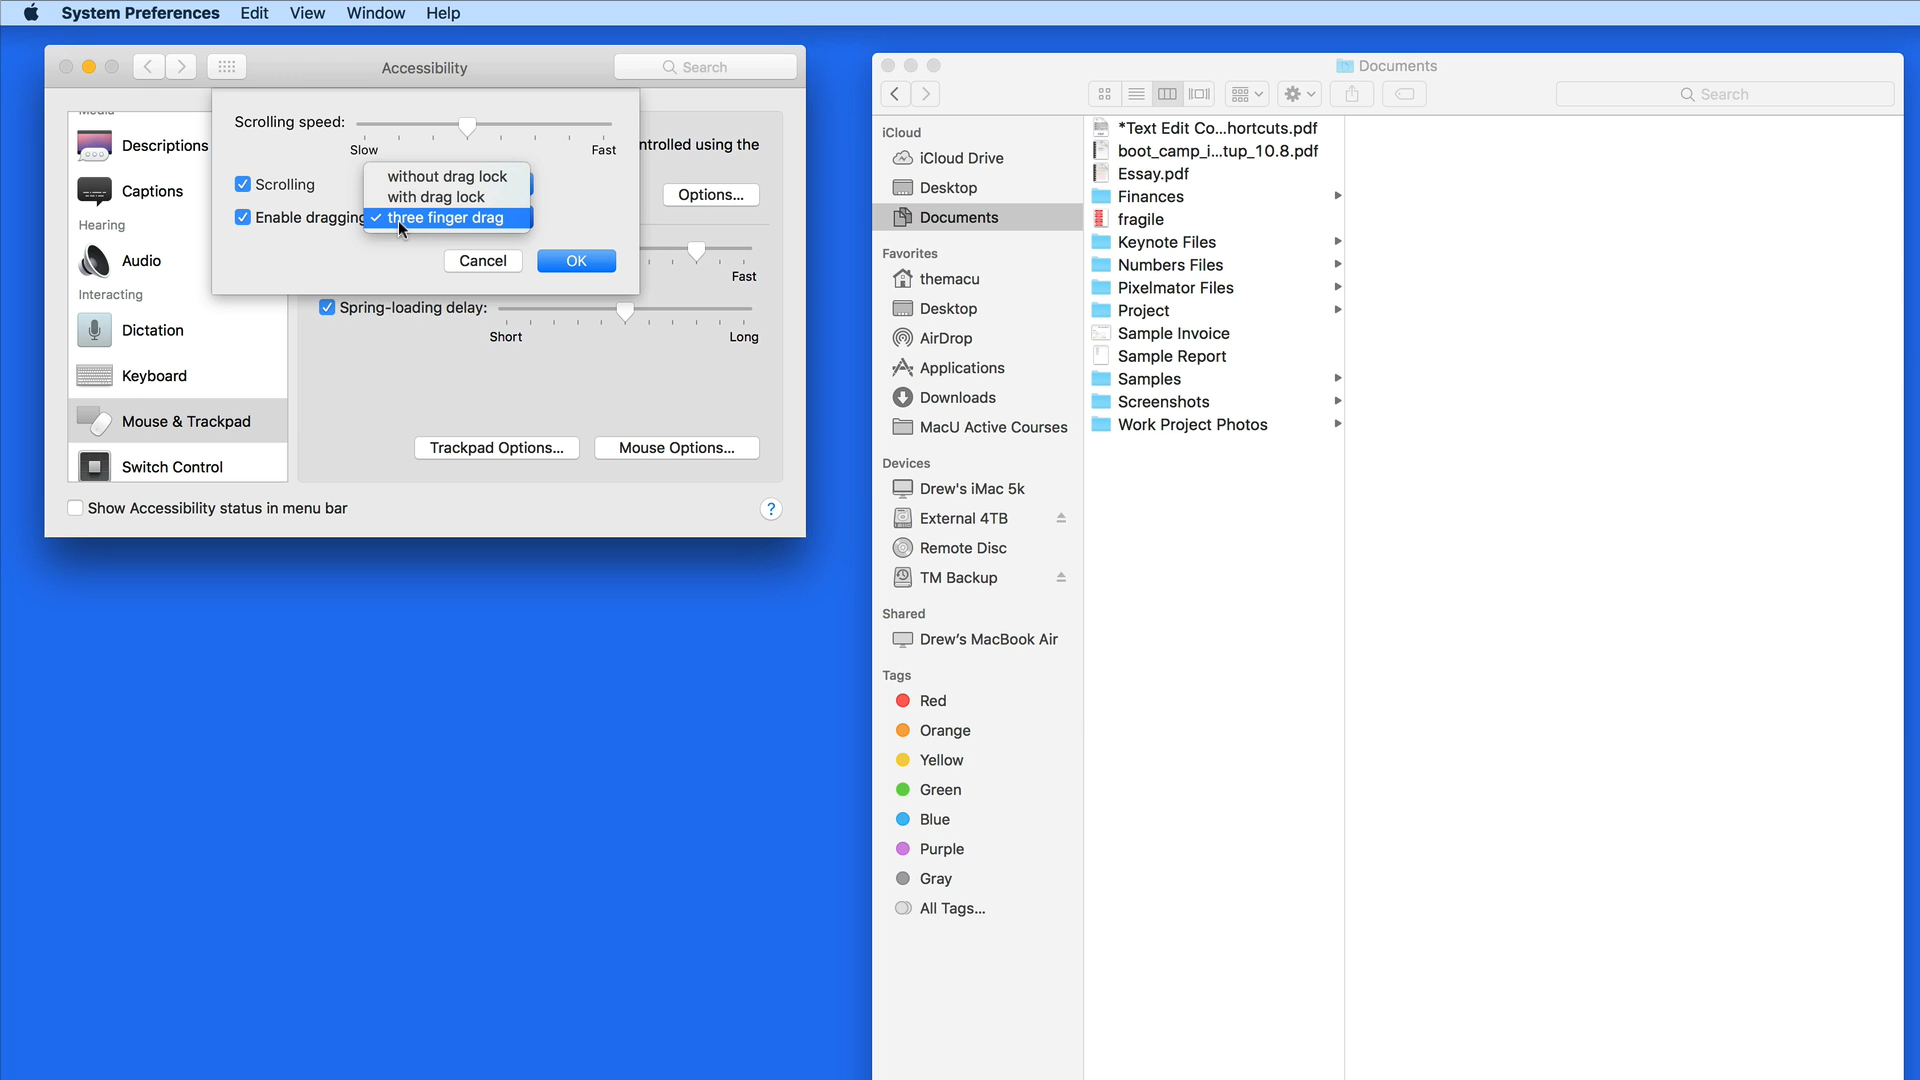 System Preferences Edit View Window Help
Accessibility
Search
Scrolling speed:
Slow
Fast
Scrolling
without drag lock
with drag lock
Enable dragging
✓ three finger drag
Cancel
OK
ntrolled using the
Options...
Fast
Spring-loading delay:
Short
Long
Trackpad Options...
Mouse Options...
Media
Descriptions
Captions
Hearing
Audio
Interacting
Dictation
Keyboard
Mouse & Trackpad
Switch Control
Show Accessibility status in menu bar
?
Documents
Search
iCloud
iCloud Drive
Desktop
Documents
Favorites
themacu
Desktop
AirDrop
Applications
Downloads
MacU Active Courses
Devices
Drew's iMac 5k
External 4TB
Remote Disc
TM Backup
Shared
Drew’s MacBook Air
Tags
Red
Orange
Yellow
Green
Blue
Purple
Gray
All Tags...
*Text Edit Co...hortcuts.pdf
boot_camp_i...tup_10.8.pdf
Essay.pdf
Finances
fragile
Keynote Files
Numbers Files
Pixelmator Files
Project
Sample Invoice
Sample Report
Samples
Screenshots
Work Project Photos